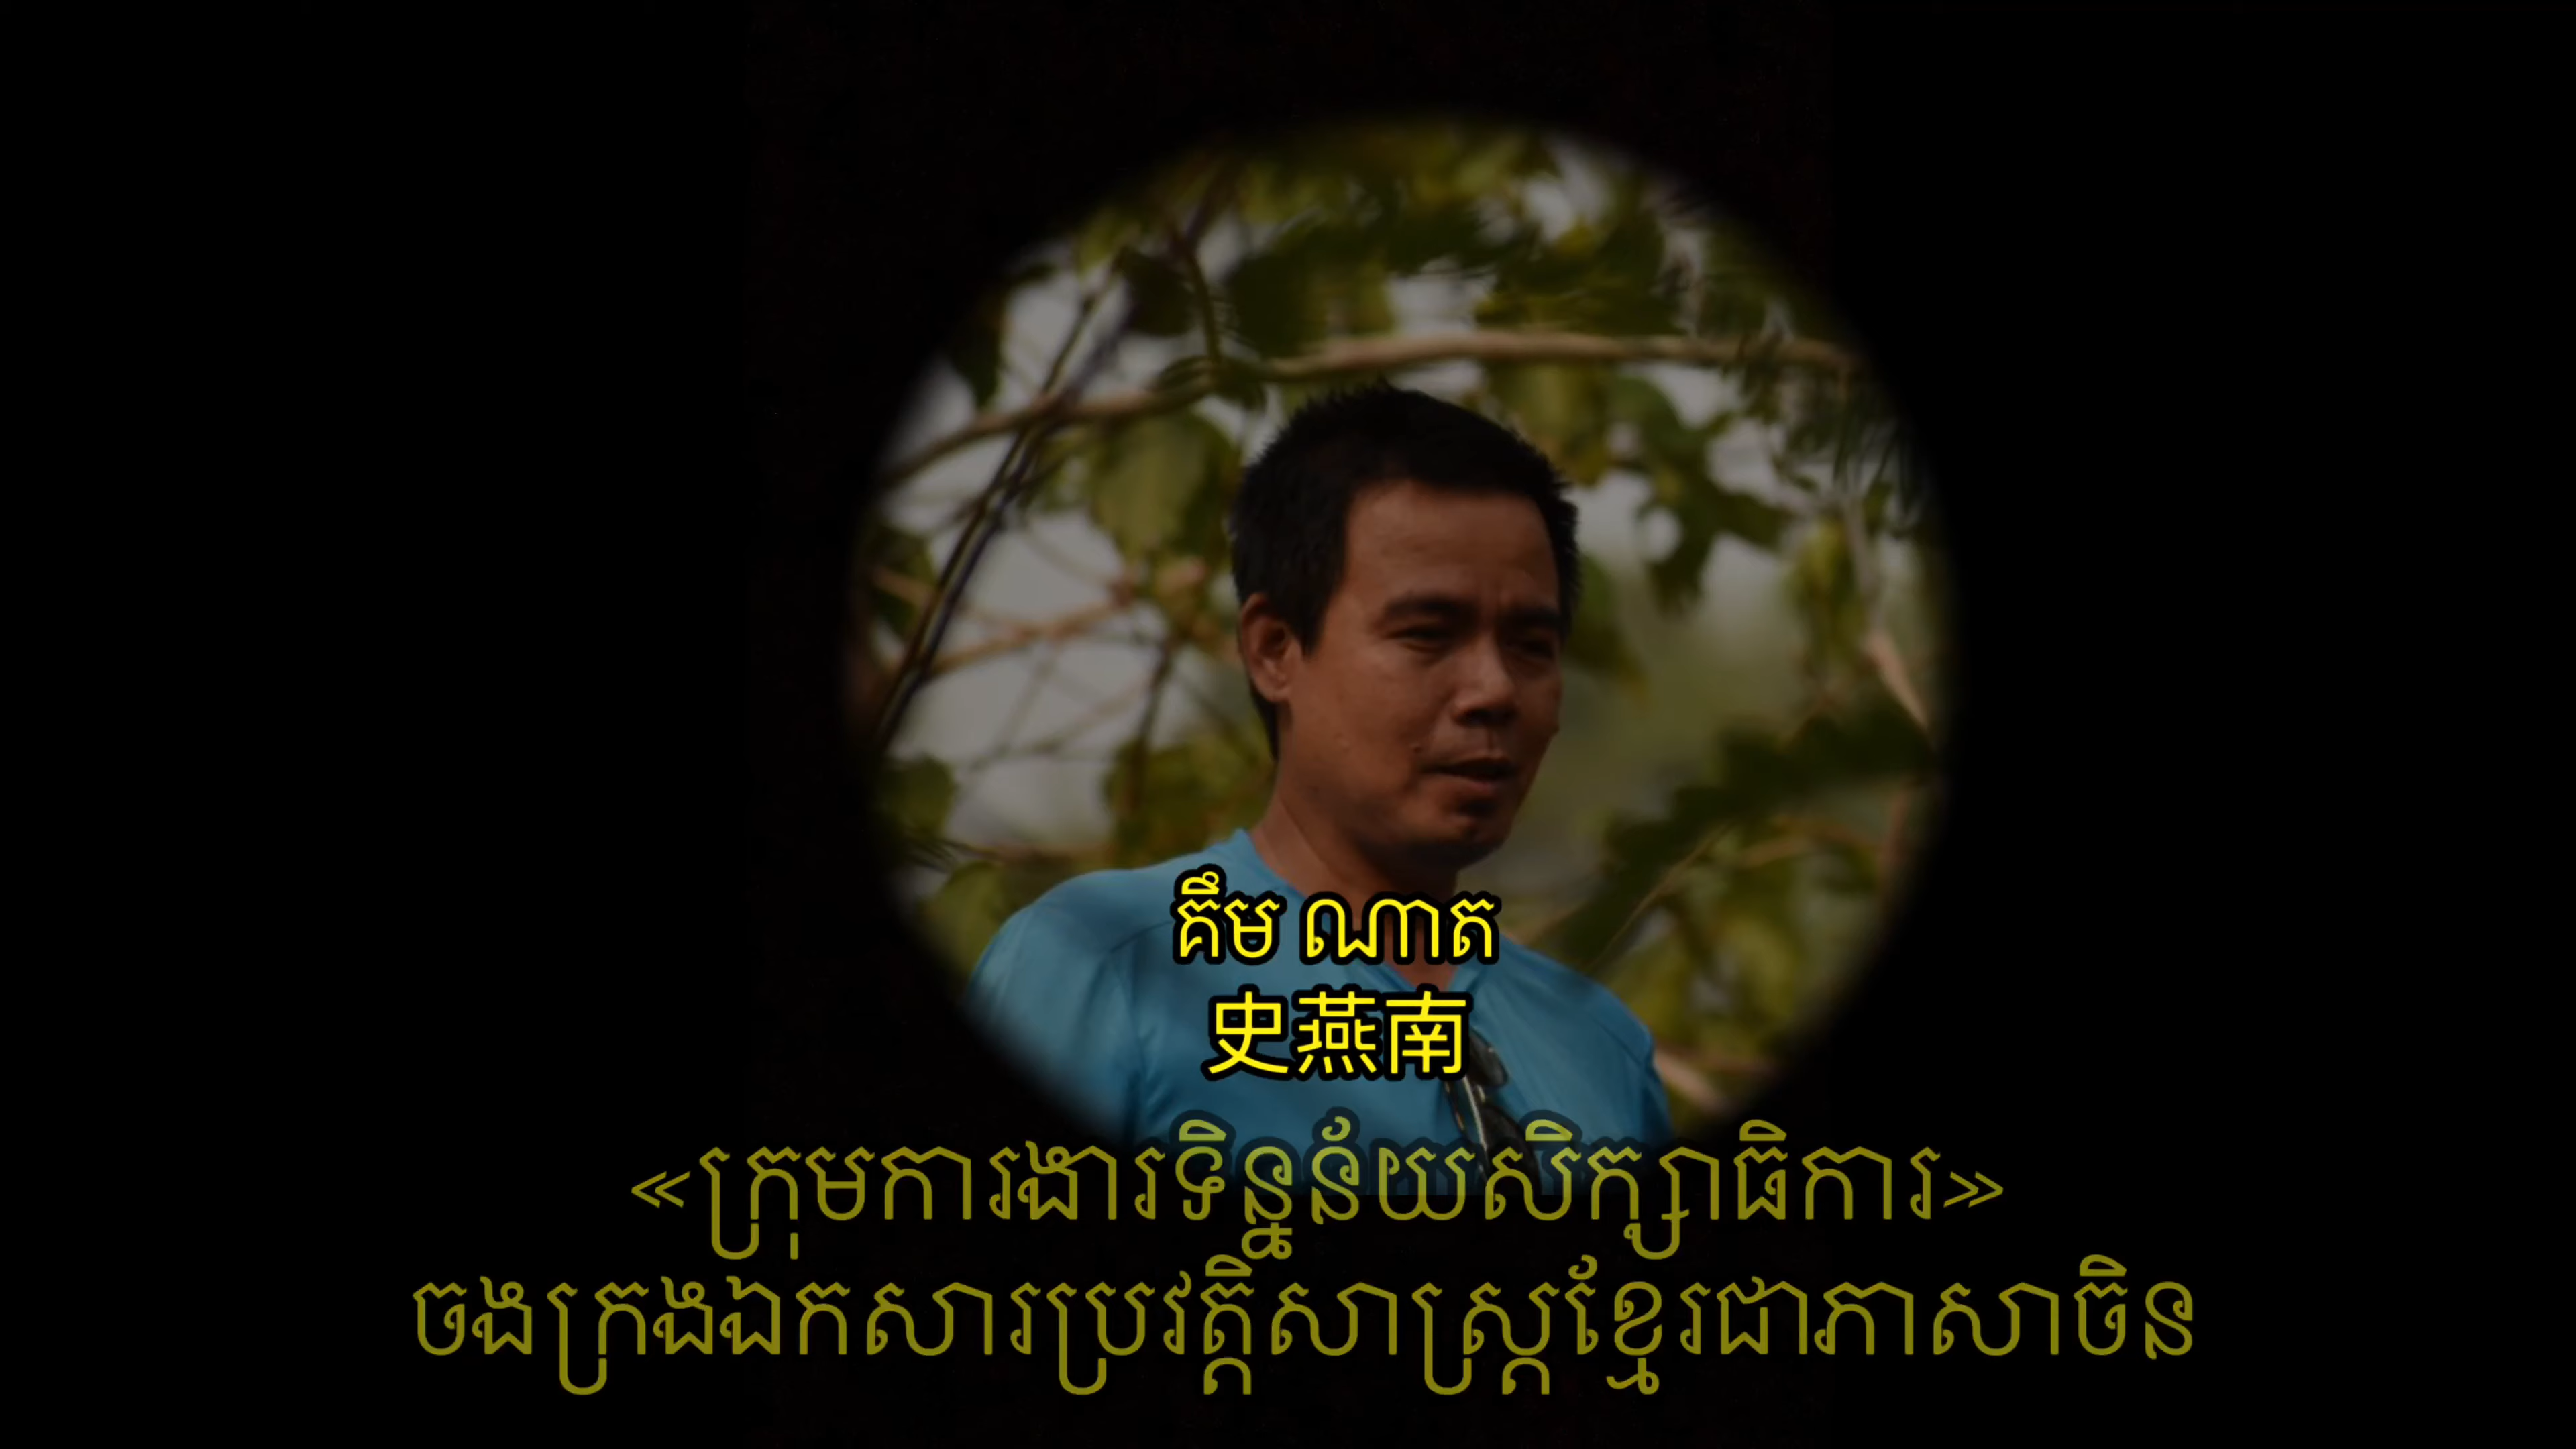 គឹម ណាត
史燕南
«ក្រុមការងារទិន្នន័យសិក្សាធិការ»
ចងក្រងឯកសារប្រវត្តិសាស្ត្រខ្មែរជាភាសាចិន